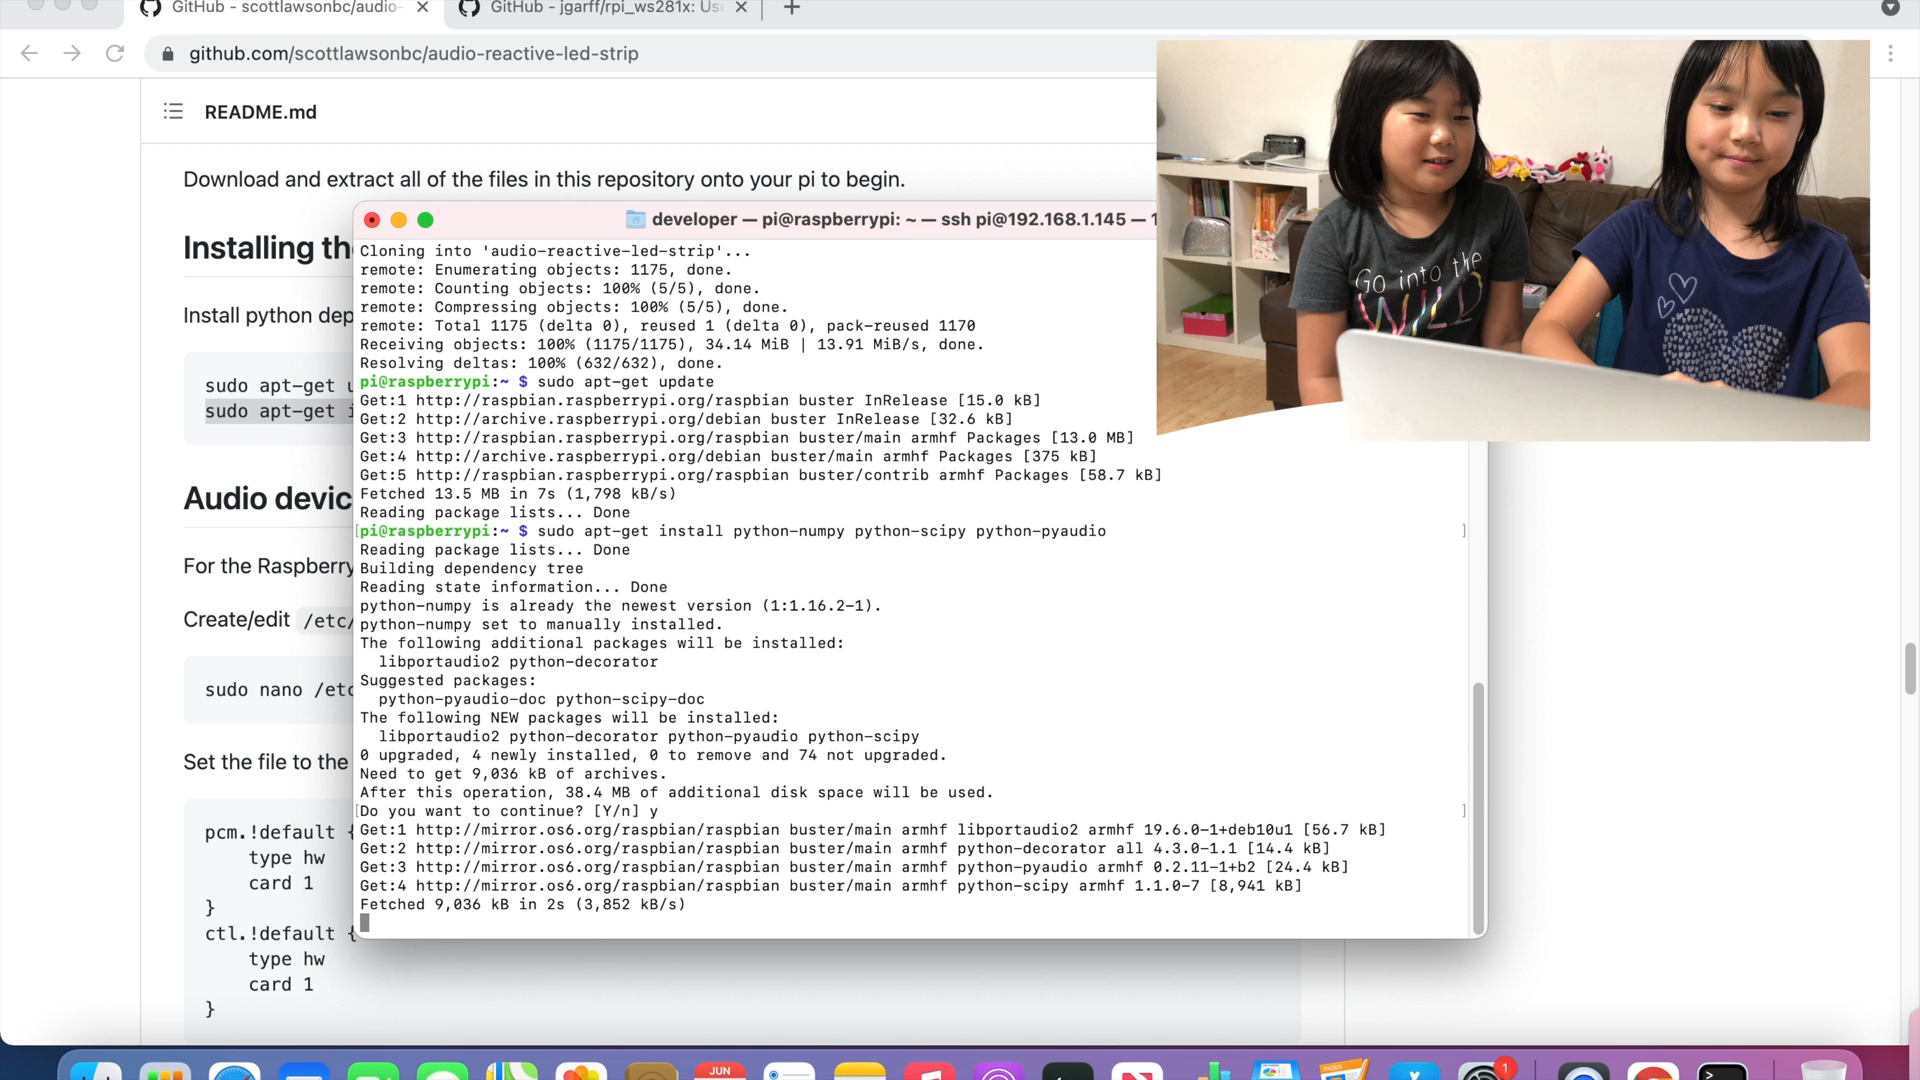 GitHub - scottlawsonbc/audio-
GitHub - jgarff/rpi_ws281x: Us
github.com/scottlawsonbc/audio-reactive-led-strip
README.md
Download and extract all of the files in this repository onto your pi to begin.
Installing th
Install python dep
sudo apt-get u
sudo apt-get i
Audio devic
For the Raspberry
Create/edit /etc/
sudo nano /etc
Set the file to the
pcm.!default {
type hw
card 1
}
ctl.!default {
type hw
card 1
}
developer — pi@raspberrypi: ~ — ssh pi@192.168.1.145 — 1
Cloning into 'audio-reactive-led-strip'...
remote: Enumerating objects: 1175, done.
remote: Counting objects: 100% (5/5), done.
remote: Compressing objects: 100% (5/5), done.
remote: Total 1175 (delta 0), reused 1 (delta 0), pack-reused 1170
Receiving objects: 100% (1175/1175), 34.14 MiB | 13.91 MiB/s, done.
Resolving deltas: 100% (632/632), done.
pi@raspberrypi:~ $ sudo apt-get update
Get:1 http://raspbian.raspberrypi.org/raspbian buster InRelease [15.0 kB]
Get:2 http://archive.raspberrypi.org/debian buster InRelease [32.6 kB]
Get:3 http://raspbian.raspberrypi.org/raspbian buster/main armhf Packages [13.0 MB]
Get:4 http://archive.raspberrypi.org/debian buster/main armhf Packages [375 kB]
Get:5 http://raspbian.raspberrypi.org/raspbian buster/contrib armhf Packages [58.7 kB]
Fetched 13.5 MB in 7s (1,798 kB/s)
Reading package lists... Done
[pi@raspberrypi:~ $ sudo apt-get install python-numpy python-scipy python-pyaudio ]
Reading package lists... Done
Building dependency tree
Reading state information... Done
python-numpy is already the newest version (1:1.16.2-1).
python-numpy set to manually installed.
The following additional packages will be installed:
libportaudio2 python-decorator
Suggested packages:
python-pyaudio-doc python-scipy-doc
The following NEW packages will be installed:
libportaudio2 python-decorator python-pyaudio python-scipy
0 upgraded, 4 newly installed, 0 to remove and 74 not upgraded.
Need to get 9,036 kB of archives.
After this operation, 38.4 MB of additional disk space will be used.
[Do you want to continue? [Y/n] y ]
Get:1 http://mirror.os6.org/raspbian/raspbian buster/main armhf libportaudio2 armhf 19.6.0-1+deb10u1 [56.7 kB]
Get:2 http://mirror.os6.org/raspbian/raspbian buster/main armhf python-decorator all 4.3.0-1.1 [14.4 kB]
Get:3 http://mirror.os6.org/raspbian/raspbian buster/main armhf python-pyaudio armhf 0.2.11-1+b2 [24.4 kB]
Get:4 http://mirror.os6.org/raspbian/raspbian buster/main armhf python-scipy armhf 1.1.0-7 [8,941 kB]
Fetched 9,036 kB in 2s (3,852 kB/s)
Go into the
WILD
JUN
PAGES
1